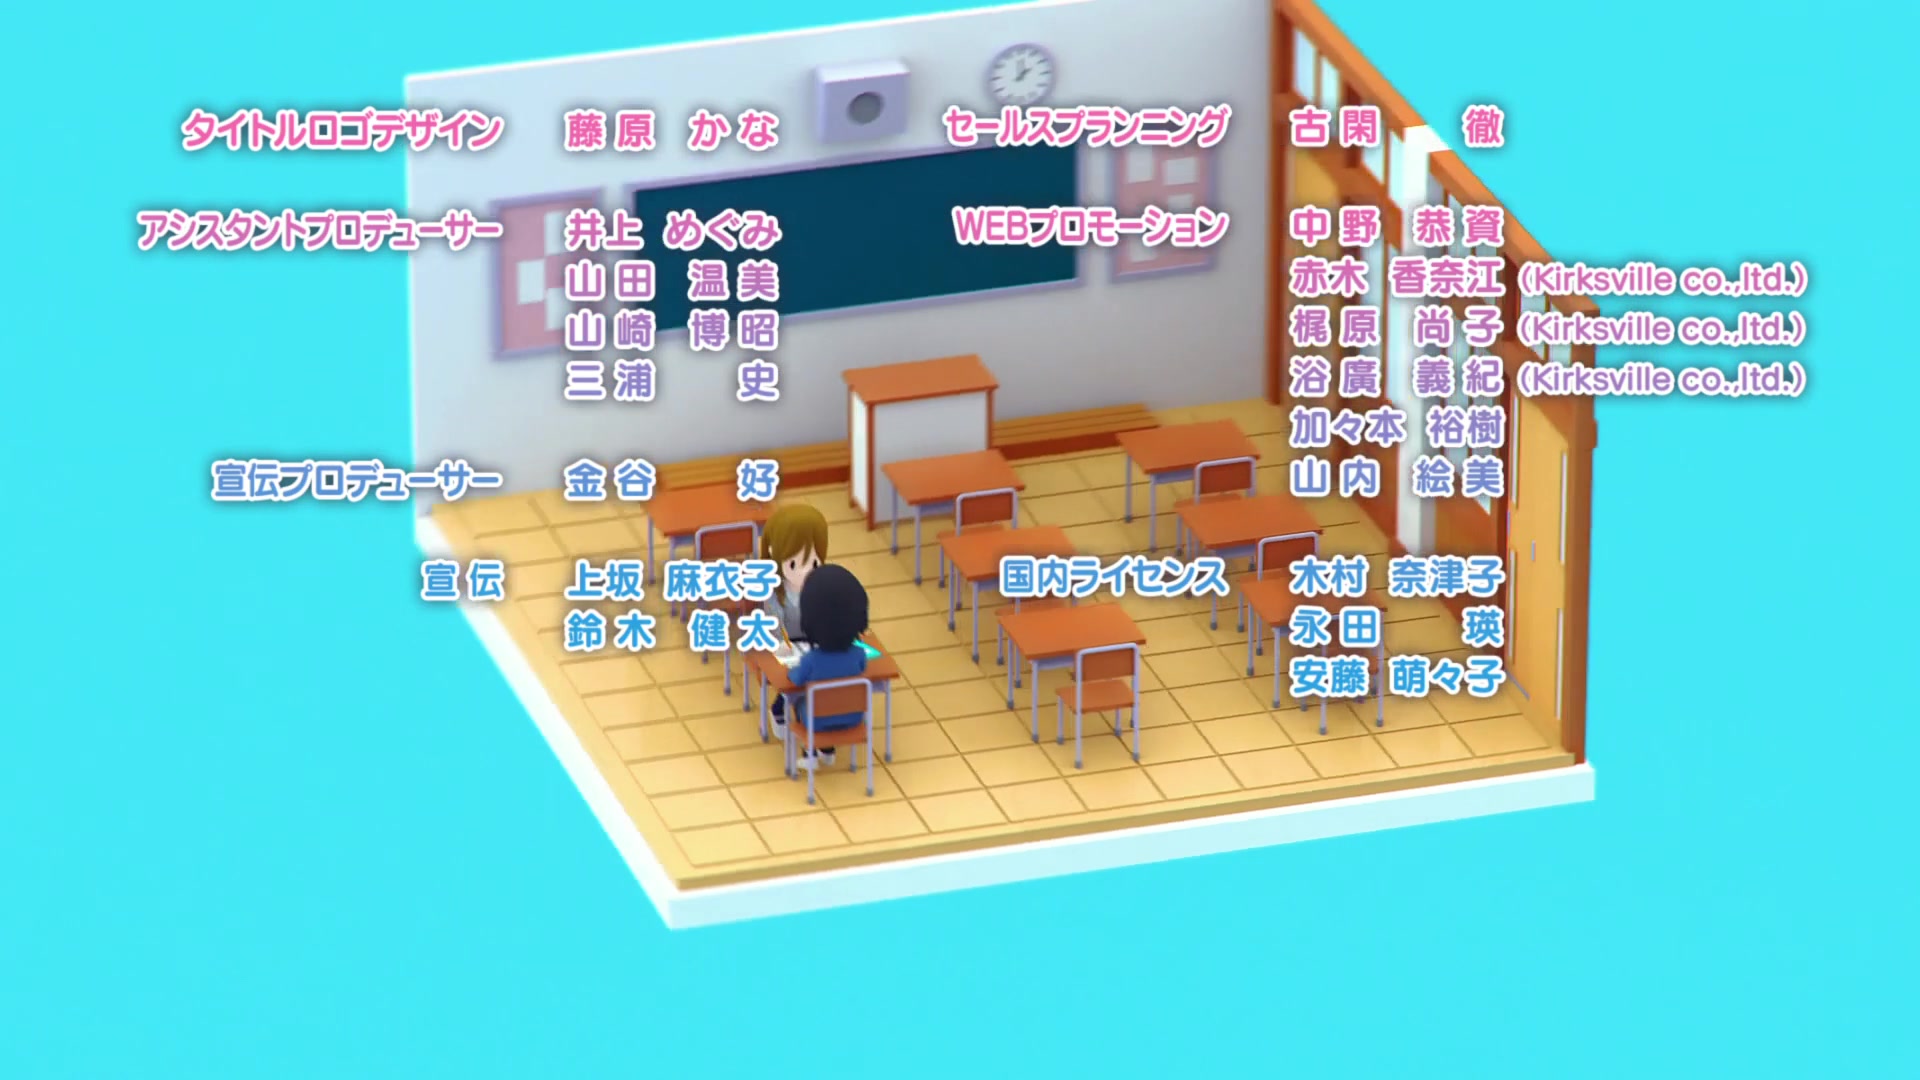 タイトルロゴデザイン 藤原 かな
アシスタントプロデューサー 井上 めぐみ
山田 温美
山崎 博昭
三浦 史
宣伝プロデューサー 金谷 好
宣伝 上坂 麻衣子
鈴木 健太
セールスプランニング 古閑 徹
WEBプロモーション 中野 恭資
赤木 香奈江 (Kirksville co.,ltd.)
梶原 尚子 (Kirksville co.,ltd.)
浴廣 義紀 (Kirksville co.,ltd.)
加々本 裕樹
山内 絵美
国内ライセンス 木村 奈津子
永田 瑛
安藤 萌々子